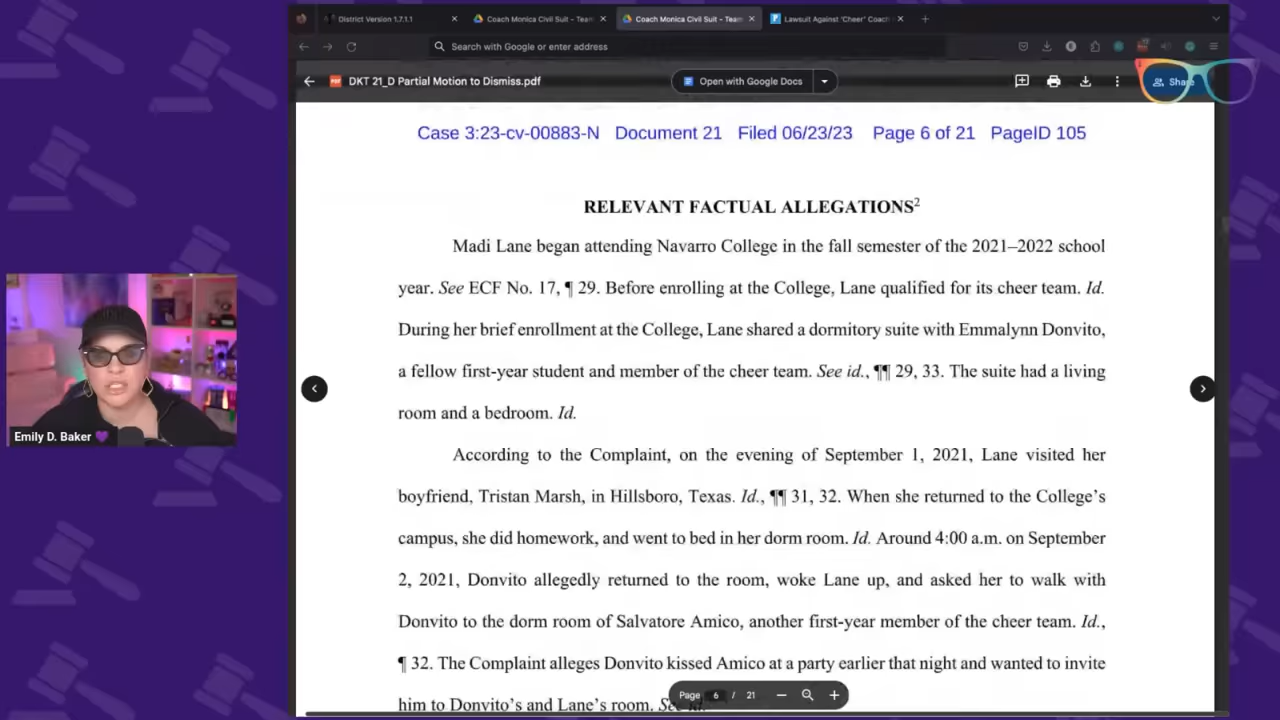 District Version 1.7.1.1
Coach Monica Civil Suit - Team
Coach Monica Civil Suit - Team
Lawsuit Against 'Cheer' Coach
Search with Google or enter address
DKT 21_D Partial Motion to Dismiss.pdf
Open with Google Docs
Share
Case 3:23-cv-00883-N Document 21 Filed 06/23/23 Page 6 of 21 PageID 105
RELEVANT FACTUAL ALLEGATIONS2
Madi Lane began attending Navarro College in the fall semester of the 2021–2022 school
year. See ECF No. 17, ¶ 29. Before enrolling at the College, Lane qualified for its cheer team. Id.
During her brief enrollment at the College, Lane shared a dormitory suite with Emmalynn Donvito,
a fellow first-year student and member of the cheer team. See id., ¶¶ 29, 33. The suite had a living
room and a bedroom. Id.
According to the Complaint, on the evening of September 1, 2021, Lane visited her
boyfriend, Tristan Marsh, in Hillsboro, Texas. Id., ¶¶ 31, 32. When she returned to the College's
campus, she did homework, and went to bed in her dorm room. Id. Around 4:00 a.m. on September
2, 2021, Donvito allegedly returned to the room, woke Lane up, and asked her to walk with
Donvito to the dorm room of Salvatore Amico, another first-year member of the cheer team. Id.,
¶ 32. The Complaint alleges Donvito kissed Amico at a party earlier that night and wanted to invite
him to Donvito's and Lane's room. See id.
Page 6 / 21
Emily D. Baker 💜